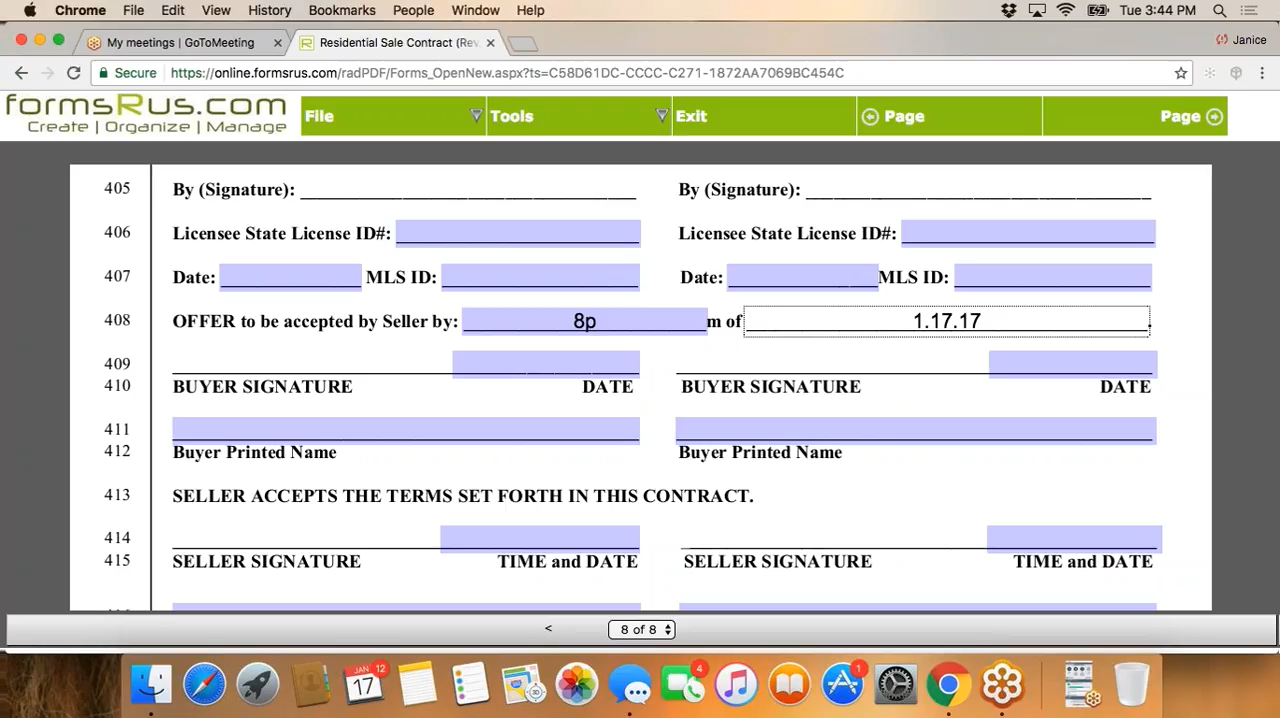 Chrome File Edit View History Bookmarks People Window Help Tue 3:44 PM
My meetings | GoToMeeting × Residential Sale Contract (Rev × Janice
Secure https://online.formsrus.com/radPDF/Forms_OpenNew.aspx?ts=C58D61DC-CCCC-C271-1872AA7069BC454C
formsRus.com File Tools Exit Page Page
Create | Organize | Manage
405 By (Signature): By (Signature):
406 Licensee State License ID#: Licensee State License ID#:
407 Date: MLS ID: Date: MLS ID:
408 OFFER to be accepted by Seller by: 8p m of 1.17.17 .
409
410 BUYER SIGNATURE DATE BUYER SIGNATURE DATE
411
412 Buyer Printed Name Buyer Printed Name
413 SELLER ACCEPTS THE TERMS SET FORTH IN THIS CONTRACT.
414
415 SELLER SIGNATURE TIME and DATE SELLER SIGNATURE TIME and DATE
< 8 of 8
JAN 12 17 4 1